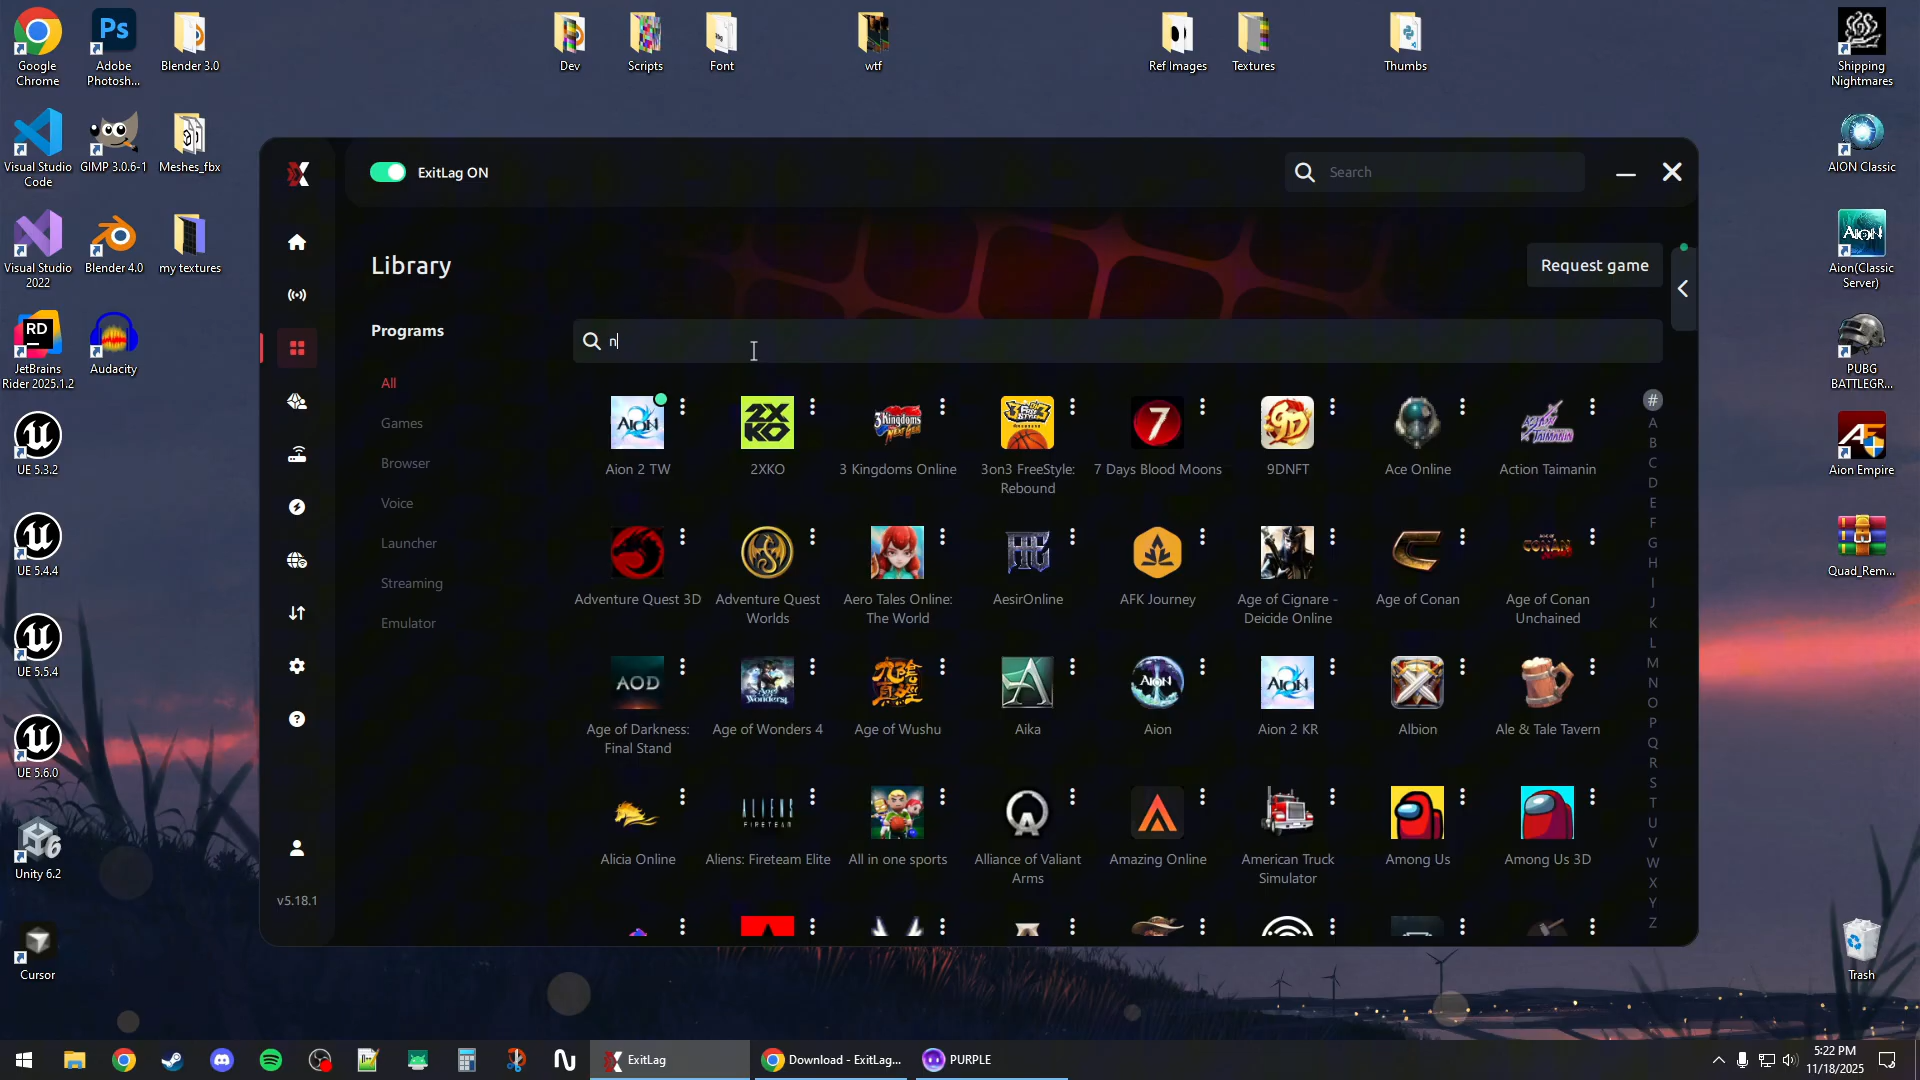 Google
Chrome
Adobe
Photosh...
Blender 3.0
Dev
Scripts
Font
wtf
Ref Images
Textures
Thumbs
Shipping
Nightmares
Visual Studio
Code
GIMP 3.0.6-1
Meshes_fbx
AION Classic
Visual Studio
2022
Blender 4.0
my textures
Aion(Classic
Server)
JetBrains
Rider 2025.1.2
Audacity
PUBG
BATTLEGR...
UE 5.3.2
Aion Empire
UE 5.4.4
Quad_Rem...
UE 5.5.4
UE 5.6.0
Unity 6.2
Cursor
Trash
ExitLag ON
Search
Library
Request game
Programs
n
All
Games
Browser
Voice
Launcher
Streaming
Emulator
v5.18.1
Aion 2 TW
2XKO
3 Kingdoms Online
3on3 FreeStyle:
Rebound
7 Days Blood Moons
9DNFT
Ace Online
Action Taimanin
Adventure Quest 3D
Adventure Quest
Worlds
Aero Tales Online:
The World
AesirOnline
AFK Journey
Age of Cignare -
Deicide Online
Age of Conan
Age of Conan
Unchained
Age of Darkness:
Final Stand
Age of Wonders 4
Age of Wushu
Aika
Aion
Aion 2 KR
Albion
Ale & Tale Tavern
Alicia Online
Aliens: Fireteam Elite
All in one sports
Alliance of Valiant
Arms
Amazing Online
American Truck
Simulator
Among Us
Among Us 3D
#
A
B
C
D
E
F
G
H
I
J
K
L
M
N
O
P
Q
R
S
T
U
V
W
X
Y
Z
ExitLag
Download - ExitLag...
PURPLE
5:22 PM
11/18/2025